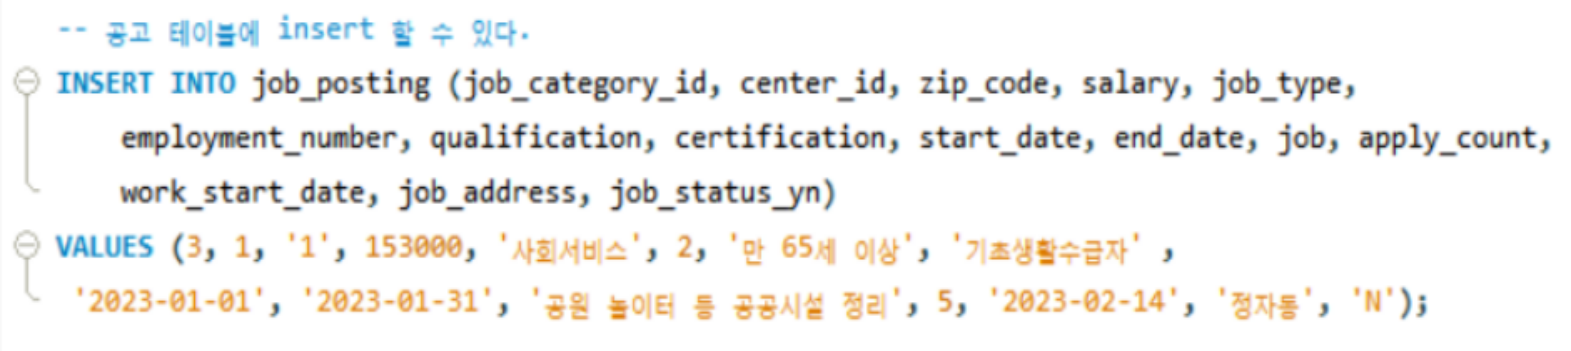 -- 공고 테이블에 insert 할 수 있다.
INSERT INTO job_posting (job_category_id, center_id, zip_code, salary, job_type,
employment_number, qualification, certification, start_date, end_date, job, apply_count,
work_start_date, job_address, job_status_yn)
VALUES (3, 1, '1', 153000, '사회서비스', 2, '만 65세 이상', '기초생활수급자' ,
'2023-01-01', '2023-01-31', '공원 놀이터 등 공공시설 정리', 5, '2023-02-14', '정자동', 'N');